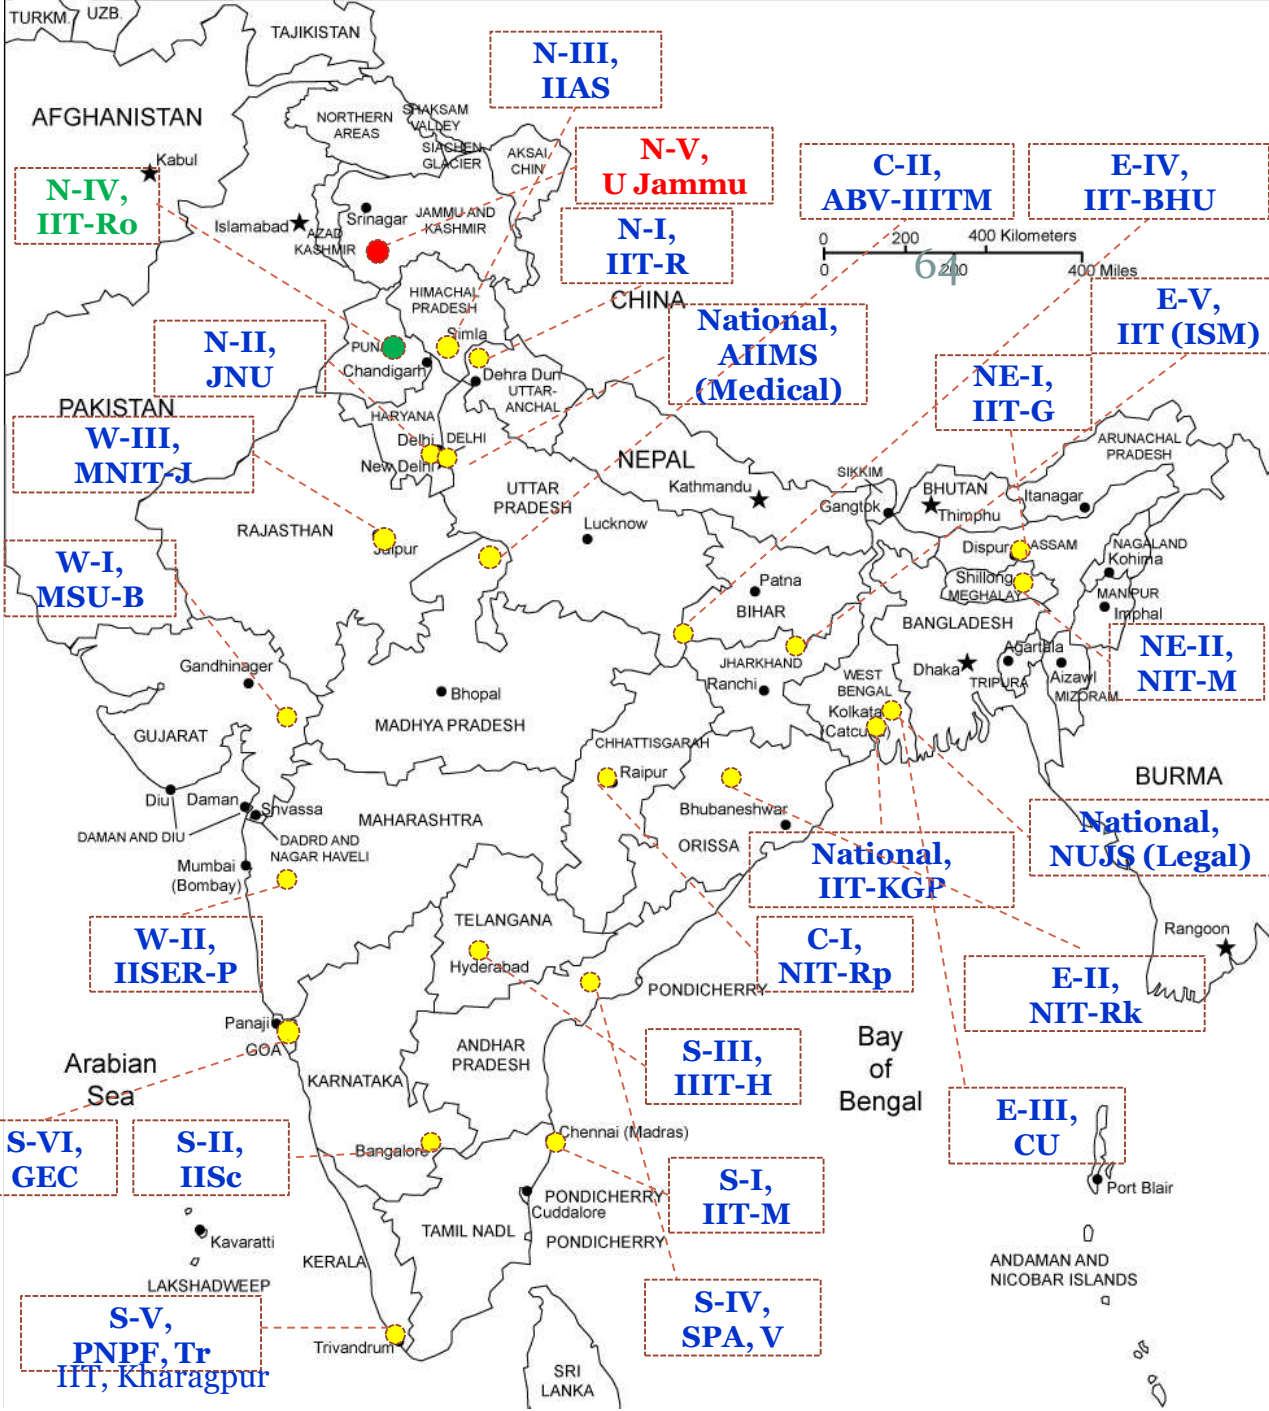 TURKM.
UZB.
TAJIKISTAN
N-III,
IIAS
AFGHANISTAN
NORTHERN
AREAS
SHAKSAM
VALLEY
SIACHEN
GLACIER
AKSAI
CHIN
N-V,
U Jammu
C-II,
ABV-IIITM
E-IV,
IIT-BHU
Kabul
N-IV,
IIT-Ro
Islamabad
Srinagar
JAMMU AND
KASHMIR
AZAD
KASHMIR
N-I,
IIT-R
0 200 400 Kilometers
0 200 400 Miles
64
CHINA
HIMACHAL
PRADESH
E-V,
IIT (ISM)
N-II,
JNU
Simla
Chandigarh
Dehra Dun
UTTAR-
ANCHAL
National,
AIIMS
(Medical)
NE-I,
IIT-G
PAKISTAN
HARYANA
W-III,
MNIT-J
Delhi
DELHI
New Delhi
NEPAL
Kathmandu
ARUNACHAL
PRADESH
SIKKIM
Gangtok
BHUTAN
Thimphu
Itanagar
RAJASTHAN
UTTAR
PRADESH
Lucknow
Jaipur
W-I,
MSU-B
Dispur
ASSAM
NAGALAND
Kohima
Shillong
MEGHALAY
MANIPUR
Imphal
Patna
BIHAR
BANGLADESH
NE-II,
NIT-M
Gandhinager
Bhopal
MADHYA PRADESH
JHARKHAND
Ranchi
WEST
BENGAL
Kolkata
Dhaka
Agartala
TRIPURA
Aizawl
MIZORAM
GUJARAT
CHHATTISGARAH
Raipur
Bhubaneshwar
ORISSA
BURMA
Diu
Daman
Shvassa
DAMAN AND DIU
DADRD AND
NAGAR HAVELI
MAHARASHTRA
National,
NUJS (Legal)
Mumbai
(Bombay)
National,
IIT-KGP
W-II,
IISER-P
TELANGANA
Hyderabad
C-I,
NIT-Rp
Rangoon
E-II,
NIT-Rk
PONDICHERRY
Panaji
GOA
Arabian
Sea
KARNATAKA
ANDHAR
PRADESH
S-III,
IIIT-H
Bay
of
Bengal
S-VI,
GEC
S-II,
IISc
Bangalore
Chennai (Madras)
E-III,
CU
S-I,
IIT-M
Port Blair
PONDICHERRY
Cuddalore
TAMIL NADL
PONDICHERRY
Kavaratti
LAKSHADWEEP
KERALA
ANDAMAN AND
NICOBAR ISLANDS
S-IV,
SPA, V
S-V,
PNPF, Tr
Trivandrum
IIT, Kharagpur
SRI
LANKA